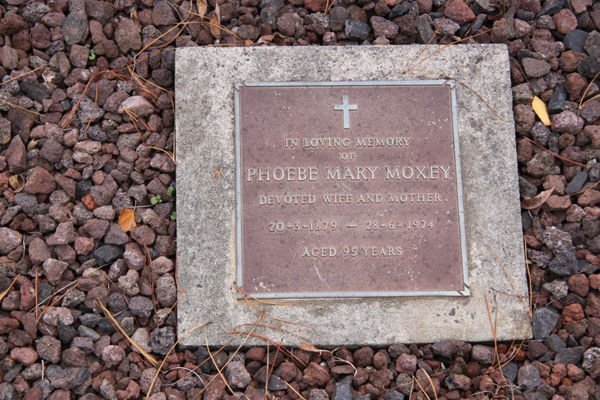 IN LOVING MEMORY
OF
PHOEBE MARY MOXEY
DEVOTED WIFE AND MOTHER.
20-3-1879 — 28-6-1974
AGED 95 YEARS